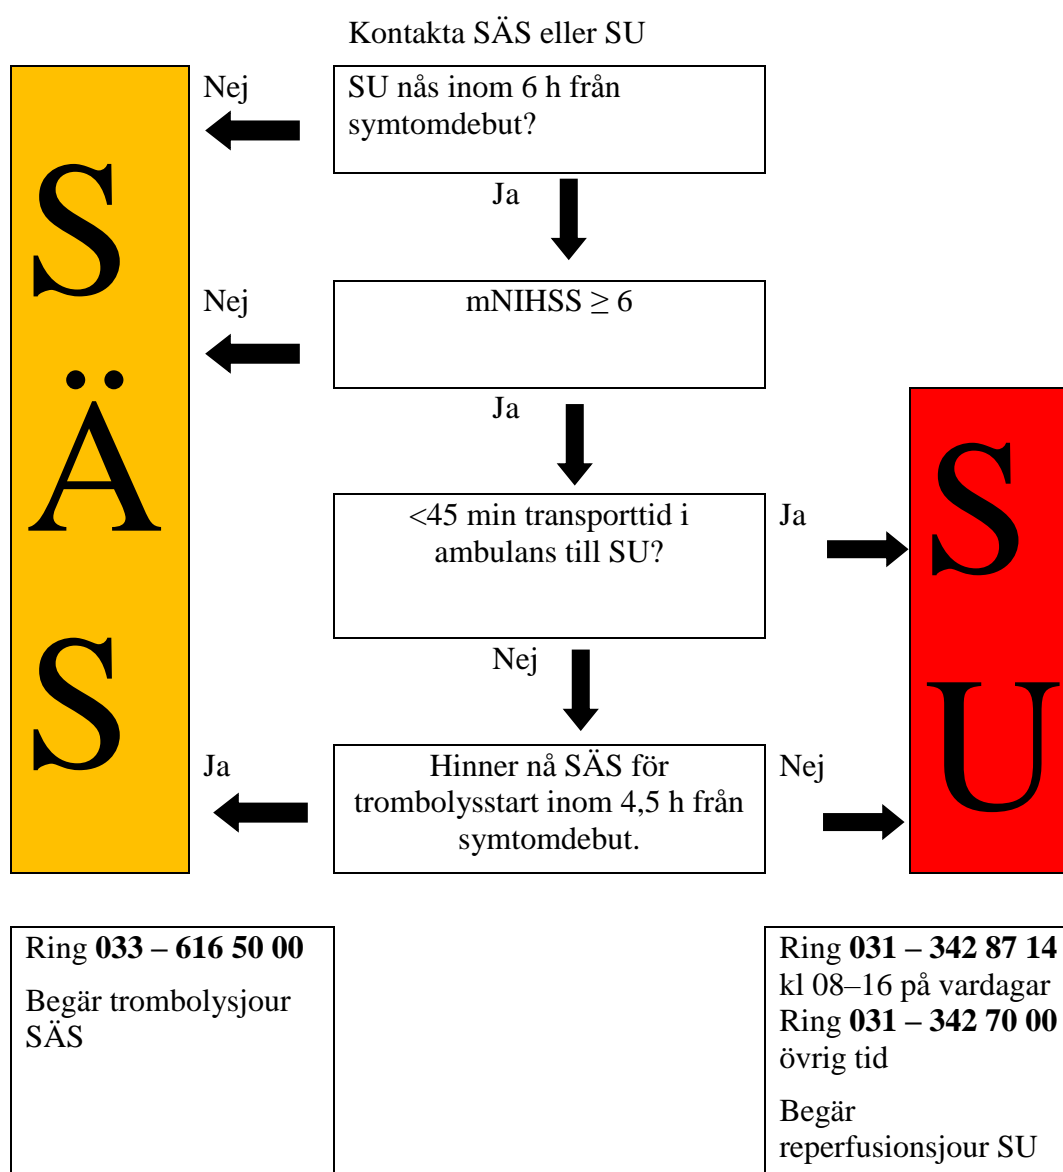 Kontakta SÄS eller SU
Nej
SU nås inom 6 h från
symtomdebut?
Ja
Nej
mNIHSS ≥ 6
Ja
<45 min transporttid i
ambulans till SU?
Ja
Nej
Ja
Hinner nå SÄS för
trombolysstart inom 4,5 h från
symtomdebut.
Nej
S
Ä
S
S
U
Ring 033 – 616 50 00
Begär trombolysjour
SÄS
Ring 031 – 342 87 14
kl 08–16 på vardagar
Ring 031 – 342 70 00
övrig tid
Begär
reperfusionsjour SU